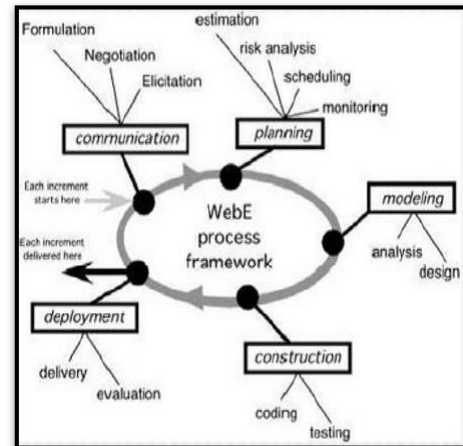 Formulation
Negotiation
Elicitation
communication
estimation
risk analysis
scheduling
monitoring
planning
Each increment
starts here
WebE
process
framework
modeling
analysis
design
Each increment
delivered here
deployment
delivery
evaluation
construction
coding
testing